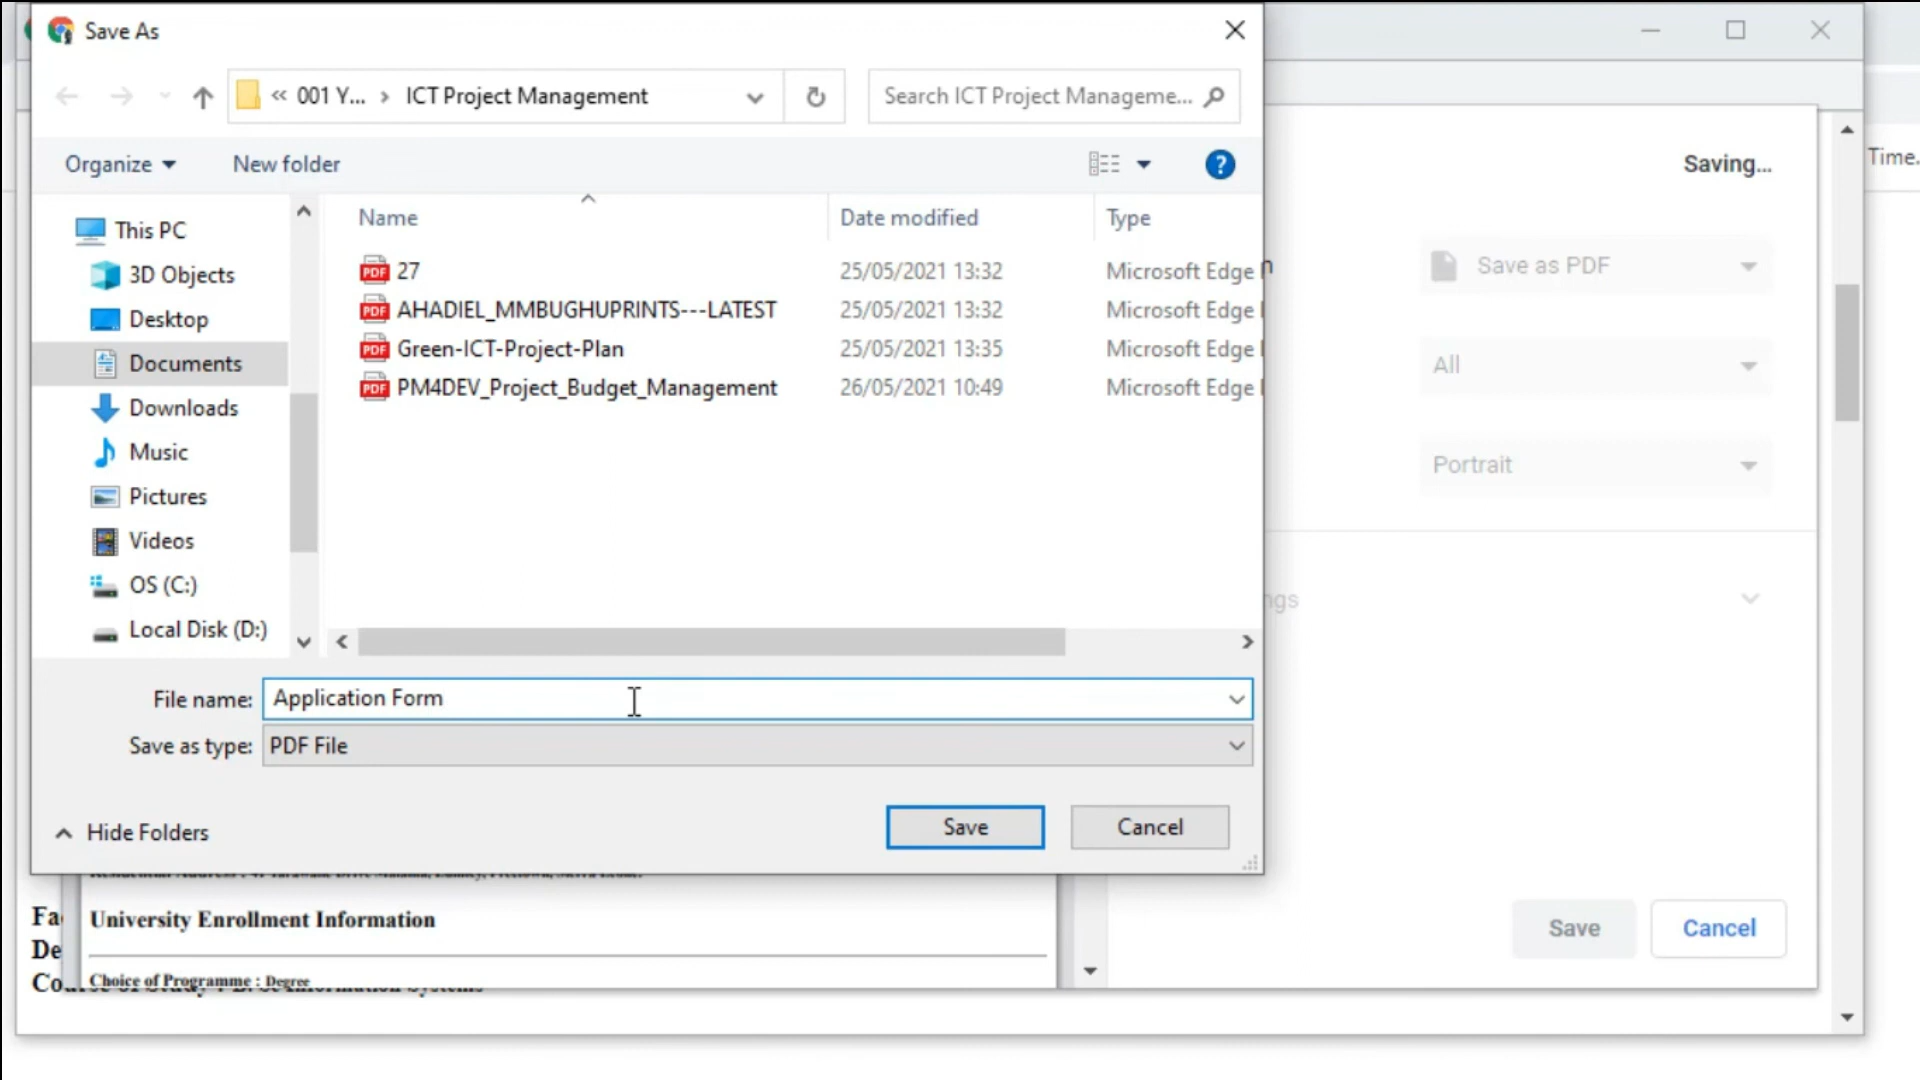 Save As
« 001 Y... › ICT Project Management
Search ICT Project Manageme...
Organize
New folder
Saving...
Time.
This PC
3D Objects
Desktop
Documents
Downloads
Music
Pictures
Videos
OS (C:)
Local Disk (D:)
Name Date modified Type
27 25/05/2021 13:32 Microsoft Edge
AHADIEL_MMBUGHUPRINTS---LATEST 25/05/2021 13:32 Microsoft Edge
Green-ICT-Project-Plan 25/05/2021 13:35 Microsoft Edge
PM4DEV_Project_Budget_Management 26/05/2021 10:49 Microsoft Edge
Save as PDF
All
Portrait
ngs
File name: Application Form
Save as type: PDF File
Hide Folders
Save
Cancel
Save
Cancel
University Enrollment Information
Choice of Programme : Degree
Fa
De